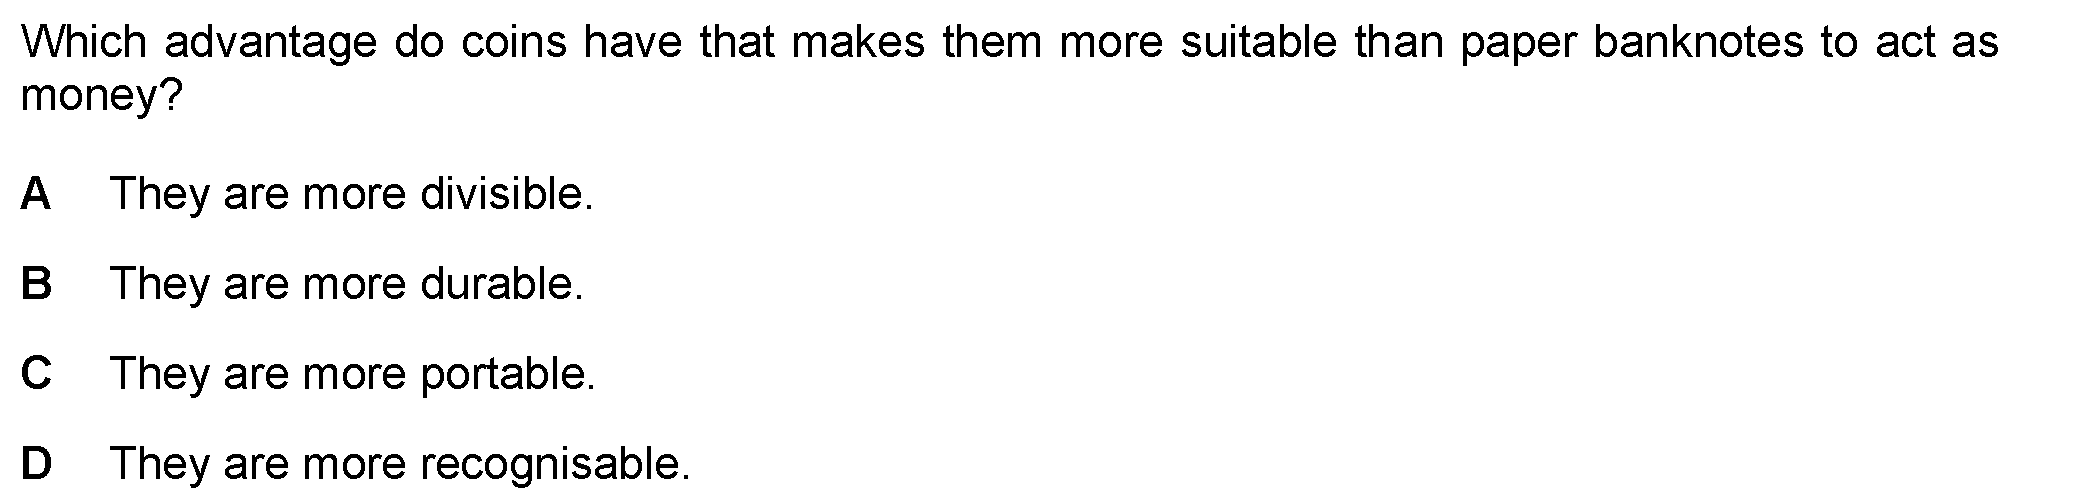 Which advantage do coins have that makes them more suitable than paper banknotes to act as
money?
A They are more divisible.
B They are more durable.
C They are more portable.
D They are more recognisable.